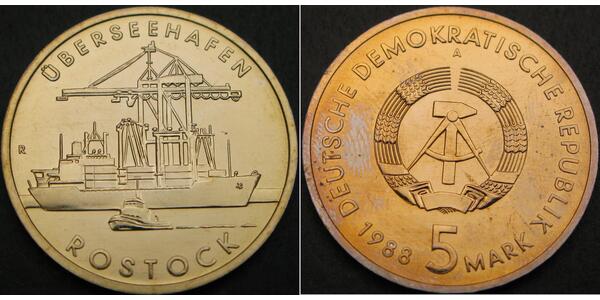 ÜBERSEEHAFEN
R
ROSTOCK
DEUTSCHE DEMOKRATISCHE REPUBLIK
A
1988 5 MARK